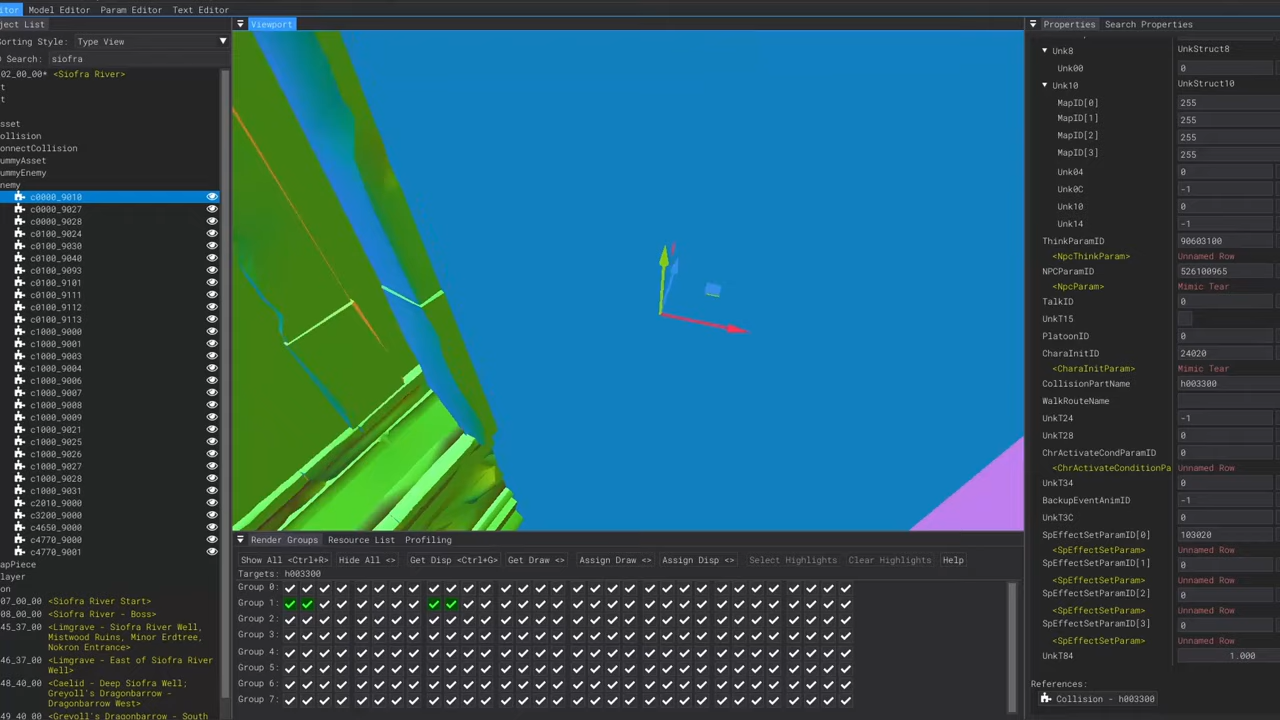 itor Model Editor Param Editor Text Editor
ject List
Viewport
Properties Search Properties
Sorting Style: Type View
Search: siofra
02_00_00* <Siofra River>
t
t
sset
ollision
onnectCollision
ummyAsset
ummyEnemy
nemy
c0000_9010
c0000_9027
c0000_9028
c0100_9024
c0100_9030
c0100_9040
c0100_9093
c0100_9101
c0100_9111
c0100_9112
c0100_9113
c1000_9000
c1000_9001
c1000_9003
c1000_9004
c1000_9006
c1000_9007
c1000_9008
c1000_9009
c1000_9021
c1000_9025
c1000_9026
c1000_9027
c1000_9028
c1000_9031
c2010_9000
c3200_9000
c4650_9000
c4770_9000
c4770_9001
apPiece
layer
on
07_00_00 <Siofra River Start>
08_00_00 <Siofra River - Boss>
45_37_00 <Limgrave - Siofra River Well,
Mistwood Ruins, Minor Erdtree,
Nokron Entrance>
46_37_00 <Limgrave - East of Siofra River
Well>
48_40_00 <Caelid - Deep Siofra Well;
Greyoll's Dragonbarrow -
Dragonbarrow West>
49_40_00 <Greyoll's Dragonbarrow - South
Render Groups Resource List Profiling
Show All <Ctrl+R> Hide All <> Get Disp <Ctrl+G> Get Draw <> Assign Draw <> Assign Disp <> Select Highlights Clear Highlights Help
Targets: h003300
Group 0:
Group 1:
Group 2:
Group 3:
Group 4:
Group 5:
Group 6:
Group 7:
Unk8 UnkStruct8
Unk00 0
Unk10 UnkStruct10
MapID[0] 255
MapID[1] 255
MapID[2] 255
MapID[3] 255
Unk04 0
Unk0C -1
Unk10 0
Unk14 -1
ThinkParamID 90603100
<NpcThinkParam> Unnamed Row
NPCParamID 526100965
<NpcParam> Mimic Tear
TalkID 0
UnkT15
PlatoonID 0
CharaInitID 24020
<CharaInitParam> Mimic Tear
CollisionPartName h003300
WalkRouteName
UnkT24 -1
UnkT28 0
ChrActivateCondParamID 0
<ChrActivateConditionPa Unnamed Row
UnkT34 0
BackupEventAnimID -1
UnkT3C 0
SpEffectSetParamID[0] 103020
<SpEffectSetParam> Unnamed Row
SpEffectSetParamID[1] 0
<SpEffectSetParam> Unnamed Row
SpEffectSetParamID[2] 0
<SpEffectSetParam> Unnamed Row
SpEffectSetParamID[3] 0
<SpEffectSetParam> Unnamed Row
UnkT84 1.000
References:
Collision - h003300